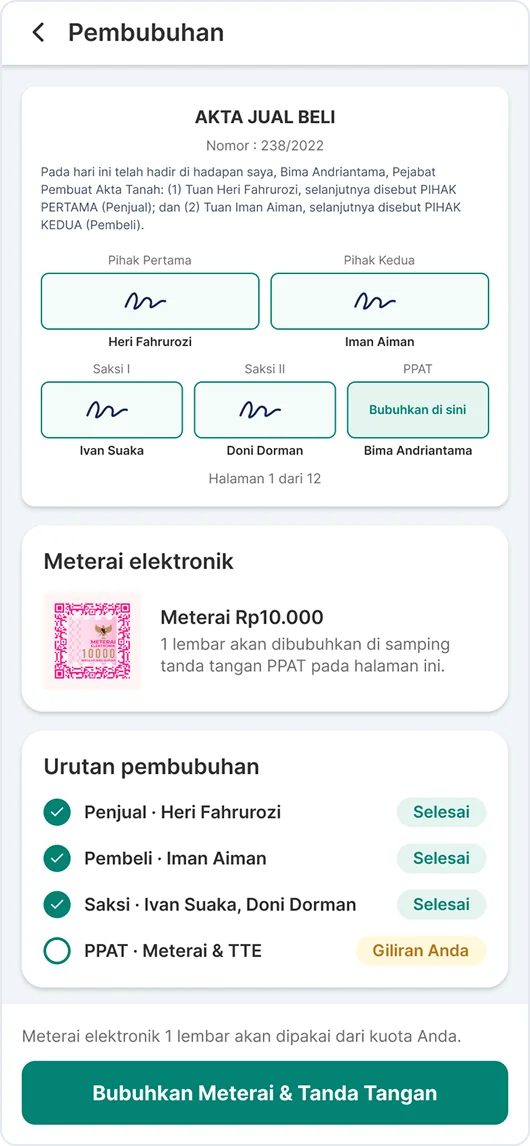 Pembubuhan
AKTA JUAL BELI
Nomor : 238/2022
Pada hari ini telah hadir di hadapan saya, Bima Andriantama, Pejabat
Pembuat Akta Tanah: (1) Tuan Heri Fahrurozi, selanjutnya disebut PIHAK
PERTAMA (Penjual); dan (2) Tuan Iman Aiman, selanjutnya disebut PIHAK
KEDUA (Pembeli).
Pihak Pertama
Pihak Kedua
Heri Fahrurozi
Iman Aiman
Saksi I
Saksi II
PPAT
Bubuhkan di sini
Ivan Suaka
Doni Dorman
Bima Andriantama
Halaman 1 dari 12
Meterai elektronik
METERAI
ELEKTRONIK
10000
Meterai Rp10.000
1 lembar akan dibubuhkan di samping
tanda tangan PPAT pada halaman ini.
Urutan pembubuhan
Penjual · Heri Fahrurozi
Selesai
Pembeli · Iman Aiman
Selesai
Saksi · Ivan Suaka, Doni Dorman
Selesai
PPAT · Meterai & TTE
Giliran Anda
Meterai elektronik 1 lembar akan dipakai dari kuota Anda.
Bubuhkan Meterai & Tanda Tangan